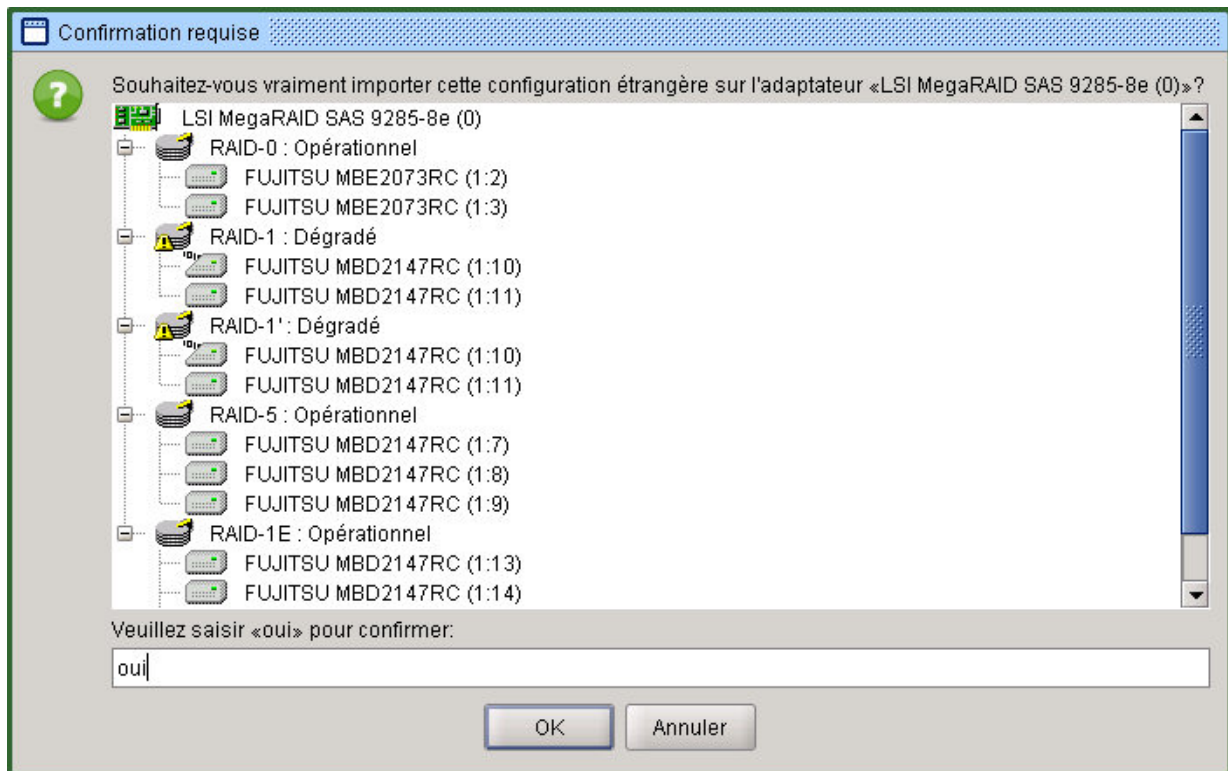 Confirmation requise
Souhaitez-vous vraiment importer cette configuration étrangère sur l'adaptateur «LSI MegaRAID SAS 9285-8e (0)»?
LSI MegaRAID SAS 9285-8e (0)
RAID-0 : Opérationnel
FUJITSU MBE2073RC (1:2)
FUJITSU MBE2073RC (1:3)
RAID-1 : Dégradé
FUJITSU MBD2147RC (1:10)
FUJITSU MBD2147RC (1:11)
RAID-1' : Dégradé
FUJITSU MBD2147RC (1:10)
FUJITSU MBD2147RC (1:11)
RAID-5 : Opérationnel
FUJITSU MBD2147RC (1:7)
FUJITSU MBD2147RC (1:8)
FUJITSU MBD2147RC (1:9)
RAID-1E : Opérationnel
FUJITSU MBD2147RC (1:13)
FUJITSU MBD2147RC (1:14)
Veuillez saisir «oui» pour confirmer:
oui
OK Annuler